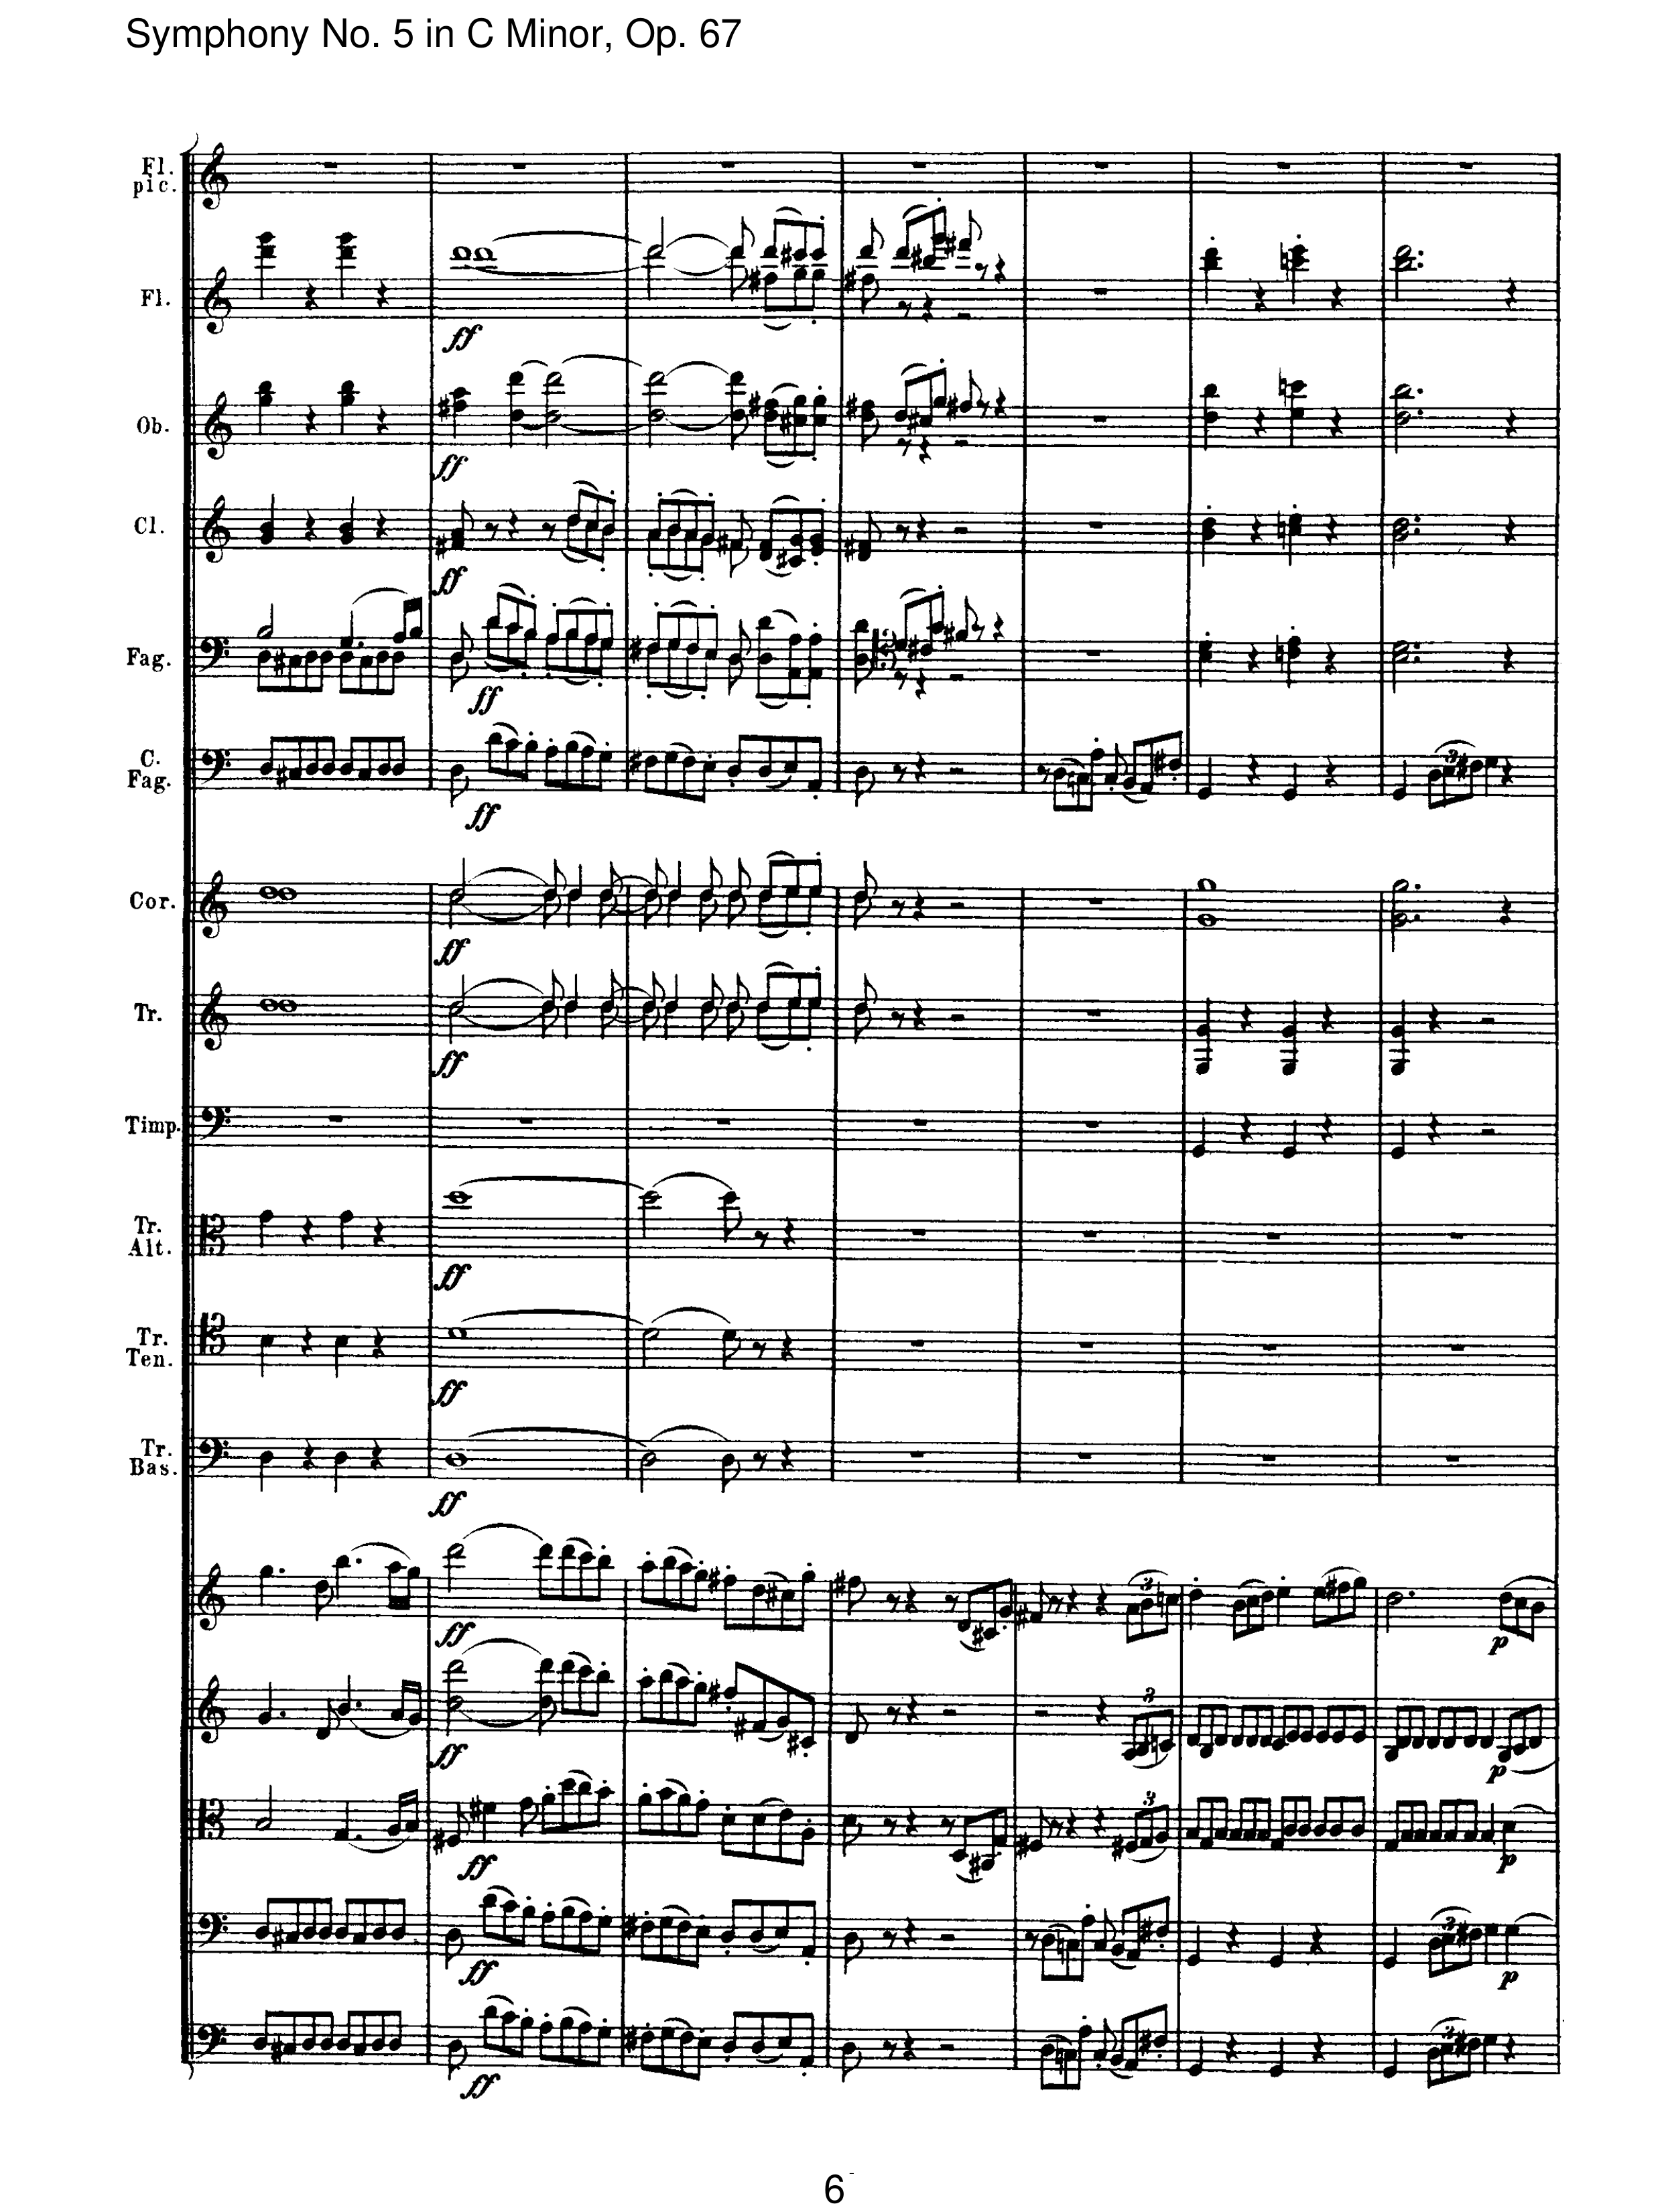 Symphony No. 5 in C Minor, Op. 67
Fl.
pic.
Fl.
ff
Ob.
ff
Cl.
ff
Fag.
ff
C.
Fag.
ff
3
Cor.
ff
Tr.
ff
Timp.
Tr.
Alt.
ff
Tr.
Ten.
ff
Tr.
Bas.
ff
3
ff
p
3
ff
p
3
ff
p
3
ff
p
3
ff
6